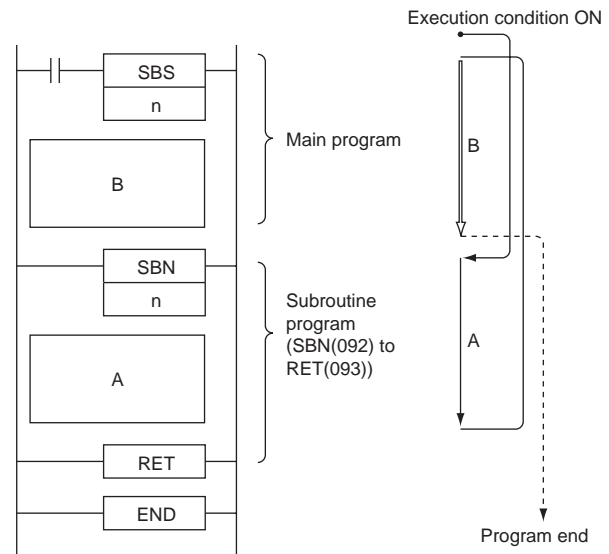 Execution condition ON
SBS
n
Main program
B
B
SBN
n
Subroutine
program
(SBN(092) to
RET(093))
A
A
RET
END
Program end